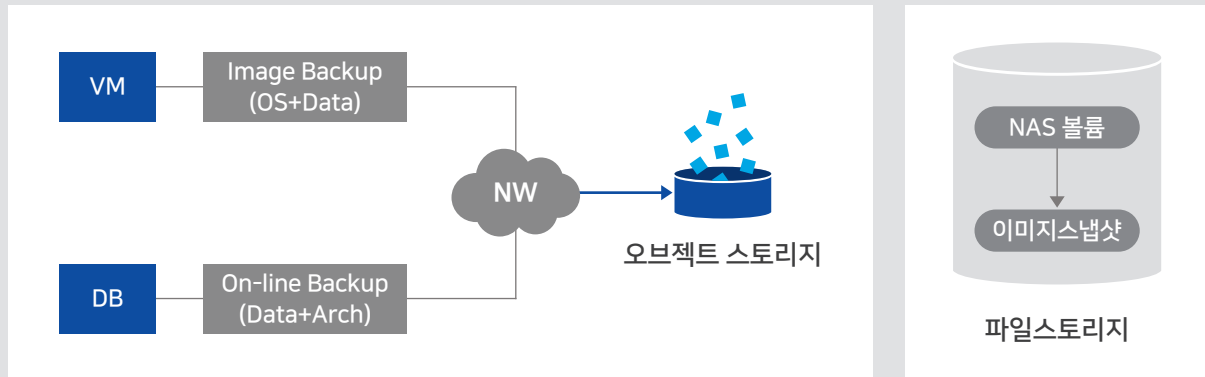 VM
Image Backup
(OS+Data)
NW
오브젝트 스토리지
DB
On-line Backup
(Data+Arch)
NAS 볼륨
이미지스냅샷
파일스토리지